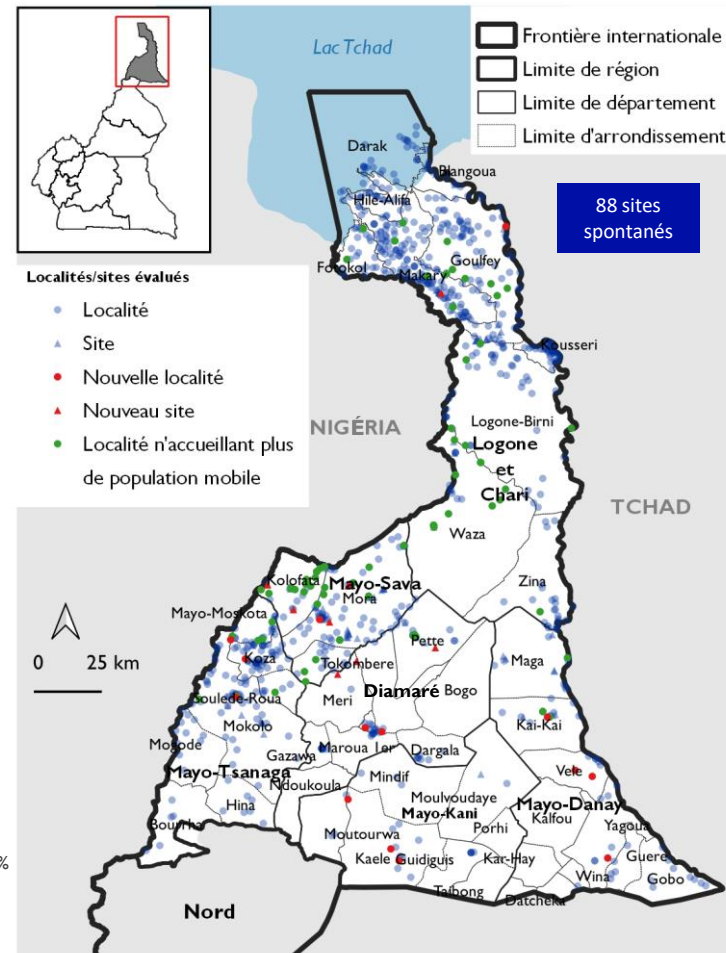 Lac Tchad
Frontière internationale
Limite de région
Limite de département
Limite d'arrondissement
88 sites
spontanés
Localités/sites évalués
Localité
Site
Nouvelle localité
Nouveau site
Localité n'accueillant plus
de population mobile
Darak
Blangoua
Hile-Alifa
Fotokol
Makary
Goulfey
Kousseri
NIGÉRIA
Logone-Birni
Logone
et
Chari
TCHAD
Waza
Zina
Kolofata
Mayo-Sava
Mora
Mayo-Moskota
0 25 km
Koza
Tokombere
Pette
Maga
Meri
Diamaré
Bogo
Soulede-Roua
Mokolo
Kai-Kai
Mogode
Gazawa
Maroua 1er
Dargala
Mayo-Tsanaga
Ndoukoula
Mindif
Vele
Mayo-Danay
Hina
Moulvoudaye
Mayo-Kani
Kalfou
Bourrha
Moutourwa
Porhi
Yagoua
Kaele
Guidiguis
Kar-Hay
Guere
Wina
Gobo
Taibong
Datcheka
%
Nord